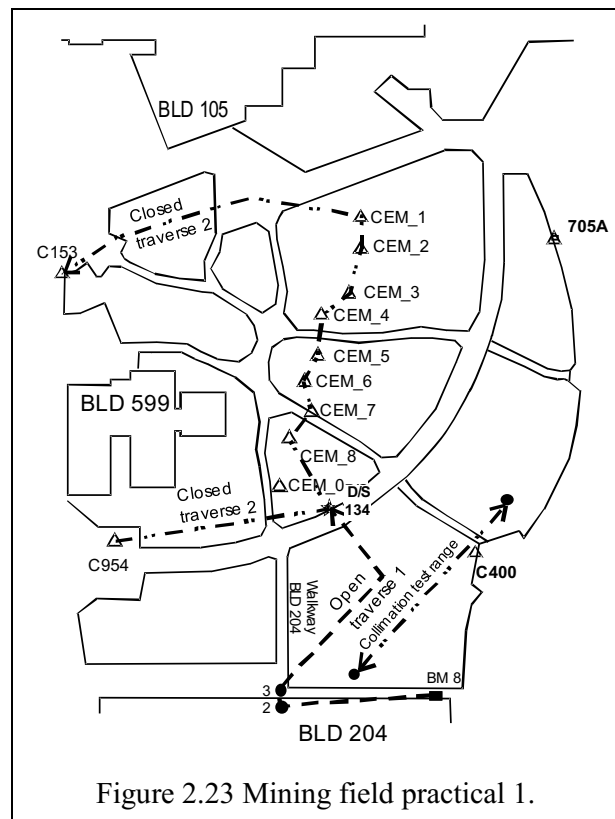 BLD 105
Closed
traverse 2
CEM_1
CEM_2
705A
C153
CEM_3
CEM_4
CEM_5
CEM_6
BLD 599
CEM_7
CEM_8
Closed
traverse 2
CEM_0
D/S
134
C954
C400
Walkway
BLD 204
Open
traverse 1
Collimation test range
3
2
BM 8
BLD 204
Figure 2.23 Mining field practical 1.